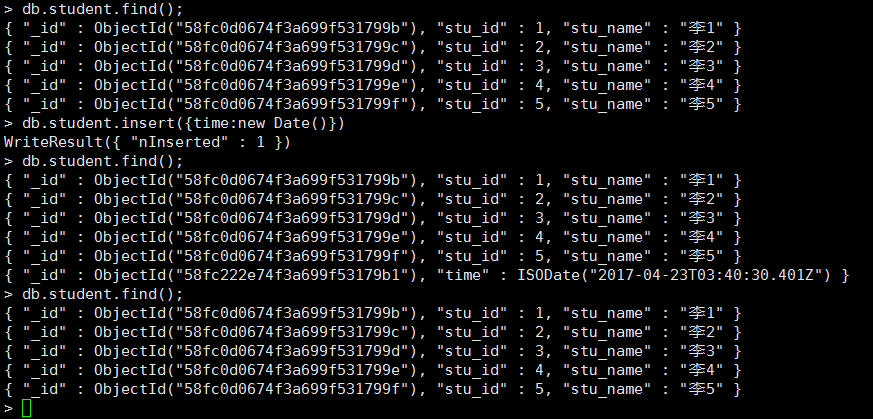 > db.student.find();
{ "_id" : ObjectId("58fc0d0674f3a699f531799b"), "stu_id" : 1, "stu_name" : "李1" }
{ "_id" : ObjectId("58fc0d0674f3a699f531799c"), "stu_id" : 2, "stu_name" : "李2" }
{ "_id" : ObjectId("58fc0d0674f3a699f531799d"), "stu_id" : 3, "stu_name" : "李3" }
{ "_id" : ObjectId("58fc0d0674f3a699f531799e"), "stu_id" : 4, "stu_name" : "李4" }
{ "_id" : ObjectId("58fc0d0674f3a699f531799f"), "stu_id" : 5, "stu_name" : "李5" }
> db.student.insert({time:new Date()})
WriteResult({ "nInserted" : 1 })
> db.student.find();
{ "_id" : ObjectId("58fc0d0674f3a699f531799b"), "stu_id" : 1, "stu_name" : "李1" }
{ "_id" : ObjectId("58fc0d0674f3a699f531799c"), "stu_id" : 2, "stu_name" : "李2" }
{ "_id" : ObjectId("58fc0d0674f3a699f531799d"), "stu_id" : 3, "stu_name" : "李3" }
{ "_id" : ObjectId("58fc0d0674f3a699f531799e"), "stu_id" : 4, "stu_name" : "李4" }
{ "_id" : ObjectId("58fc0d0674f3a699f531799f"), "stu_id" : 5, "stu_name" : "李5" }
{ "_id" : ObjectId("58fc222e74f3a699f53179b1"), "time" : ISODate("2017-04-23T03:40:30.401Z") }
> db.student.find();
{ "_id" : ObjectId("58fc0d0674f3a699f531799b"), "stu_id" : 1, "stu_name" : "李1" }
{ "_id" : ObjectId("58fc0d0674f3a699f531799c"), "stu_id" : 2, "stu_name" : "李2" }
{ "_id" : ObjectId("58fc0d0674f3a699f531799d"), "stu_id" : 3, "stu_name" : "李3" }
{ "_id" : ObjectId("58fc0d0674f3a699f531799e"), "stu_id" : 4, "stu_name" : "李4" }
{ "_id" : ObjectId("58fc0d0674f3a699f531799f"), "stu_id" : 5, "stu_name" : "李5" }
>